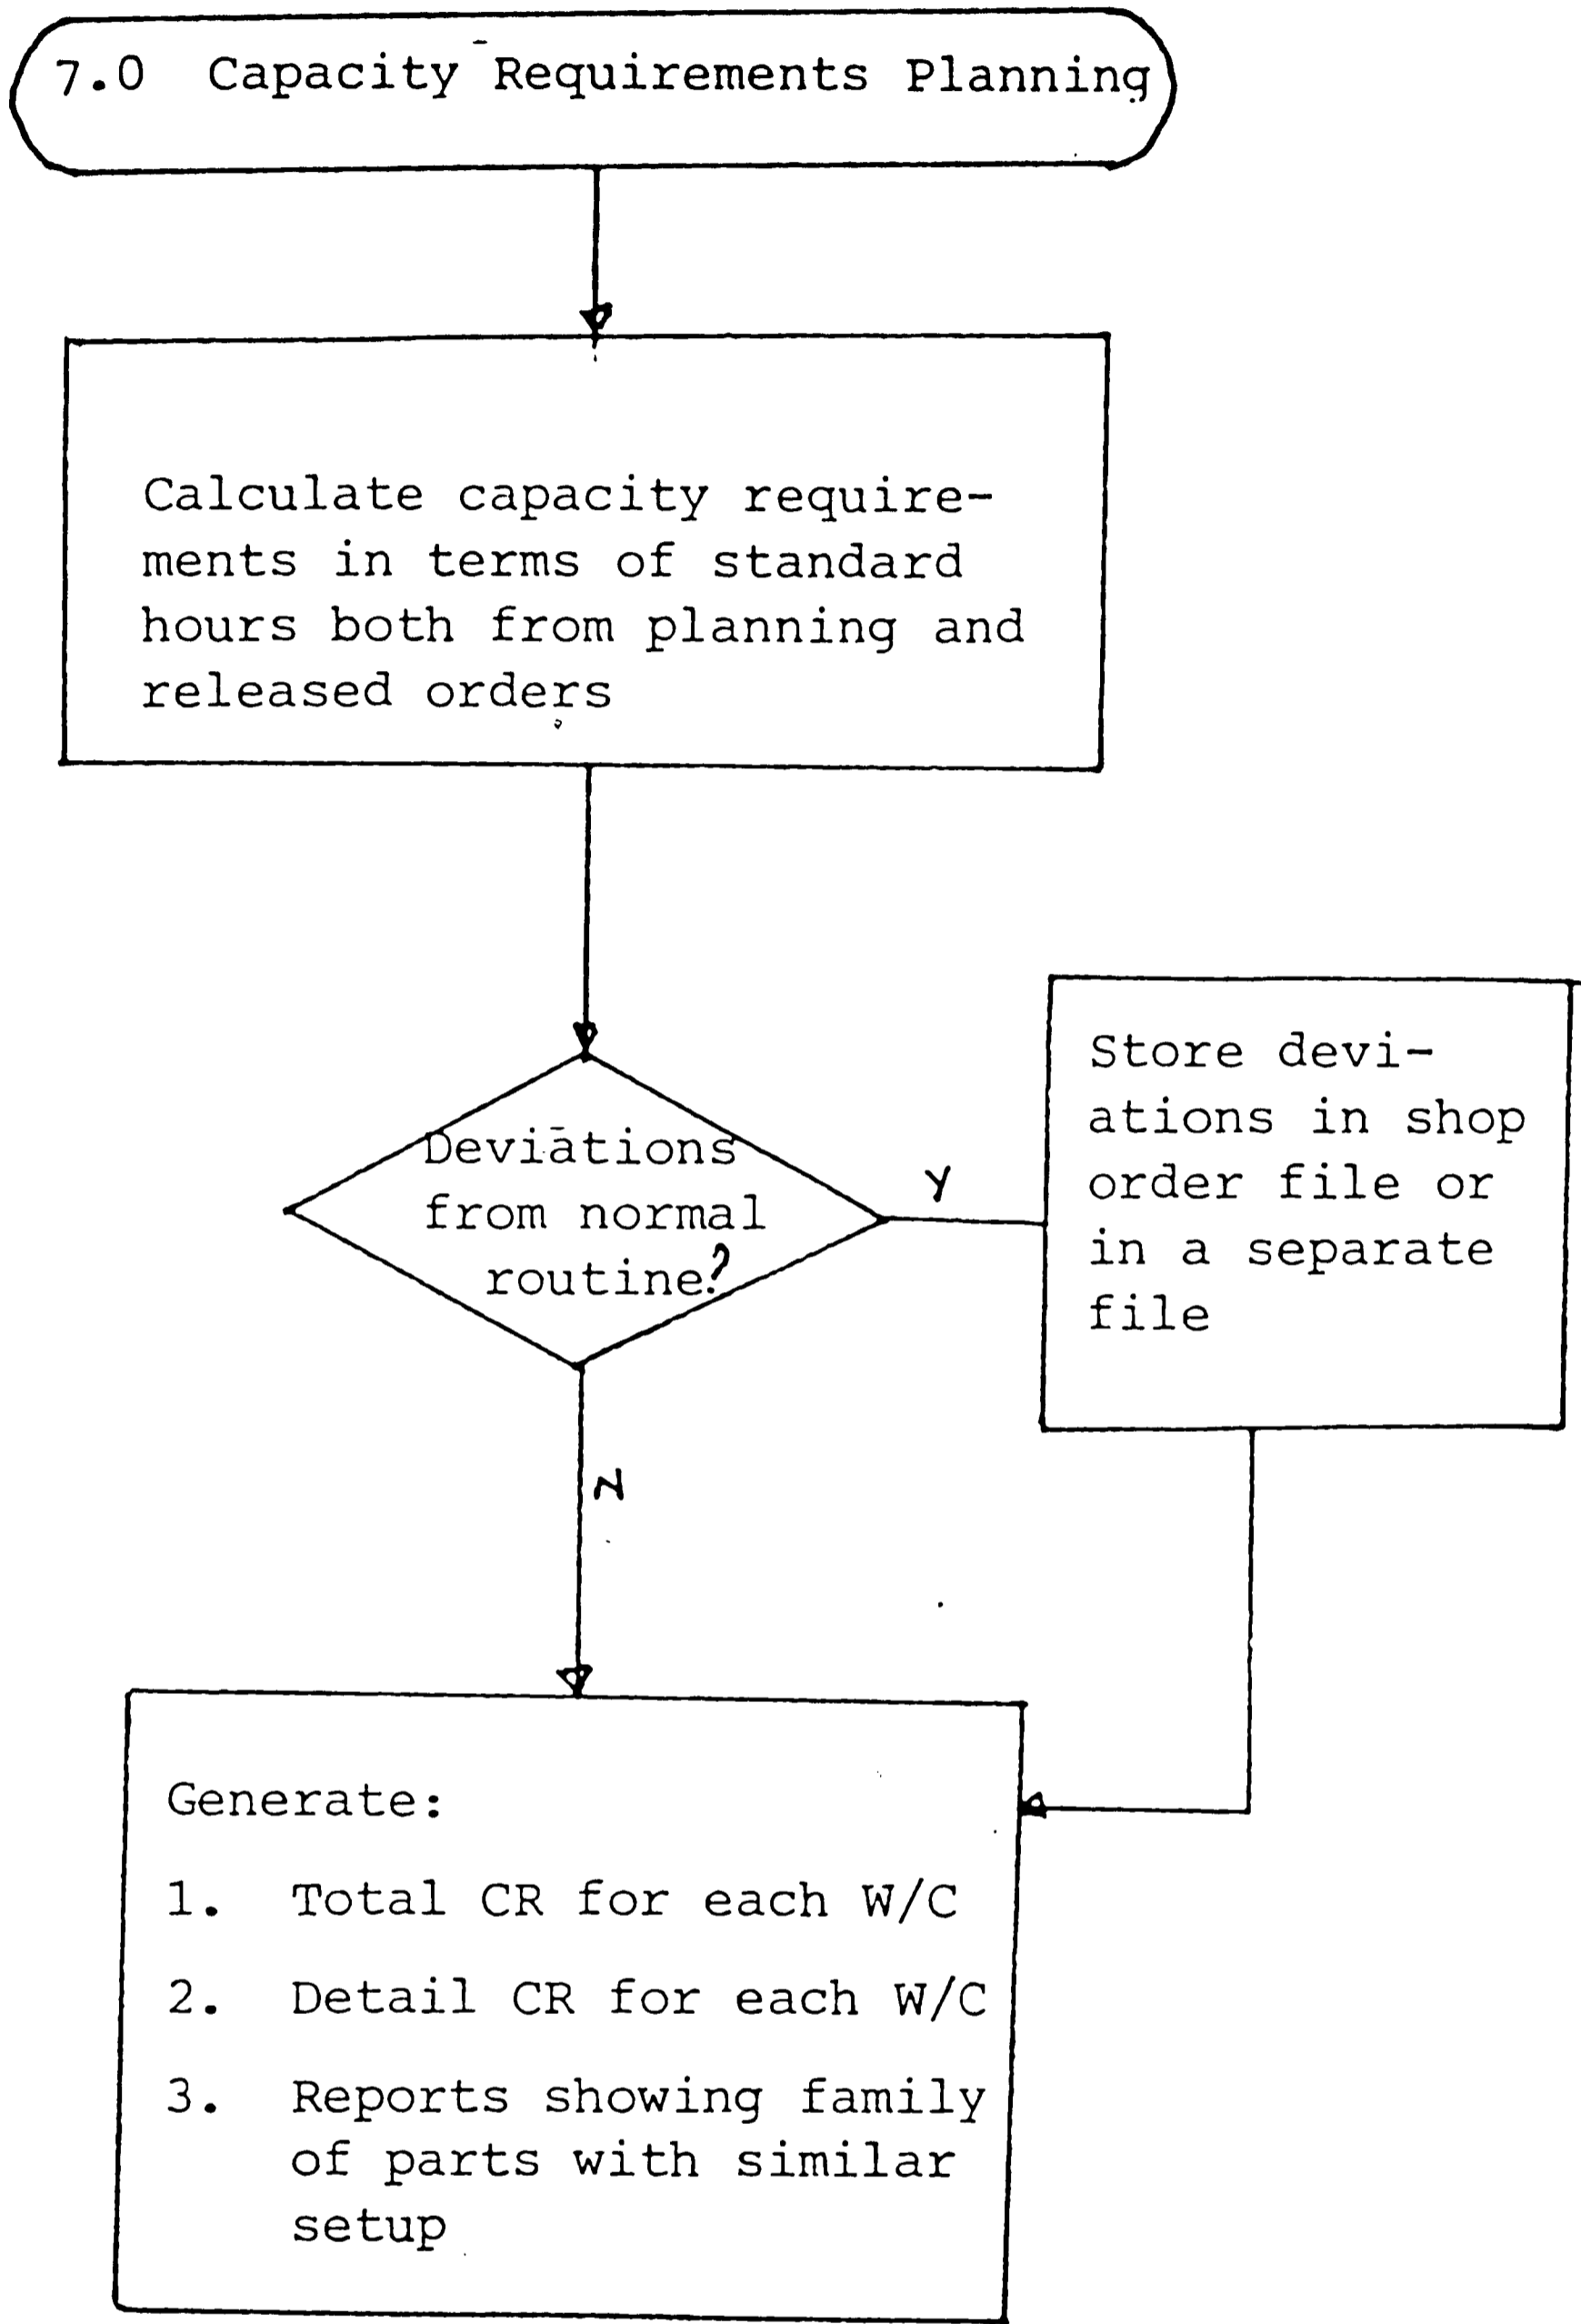 7.0 Capacity Requirements Planning
Calculate capacity require-
ments in terms of standard
hours both from planning and
released orders
Deviations
from normal
routine?
Y
Store devi-
ations in shop
order file or
in a separate
file
N
Generate:
1. Total CR for each W/C
2. Detail CR for each W/C
3. Reports showing family
of parts with similar
setup